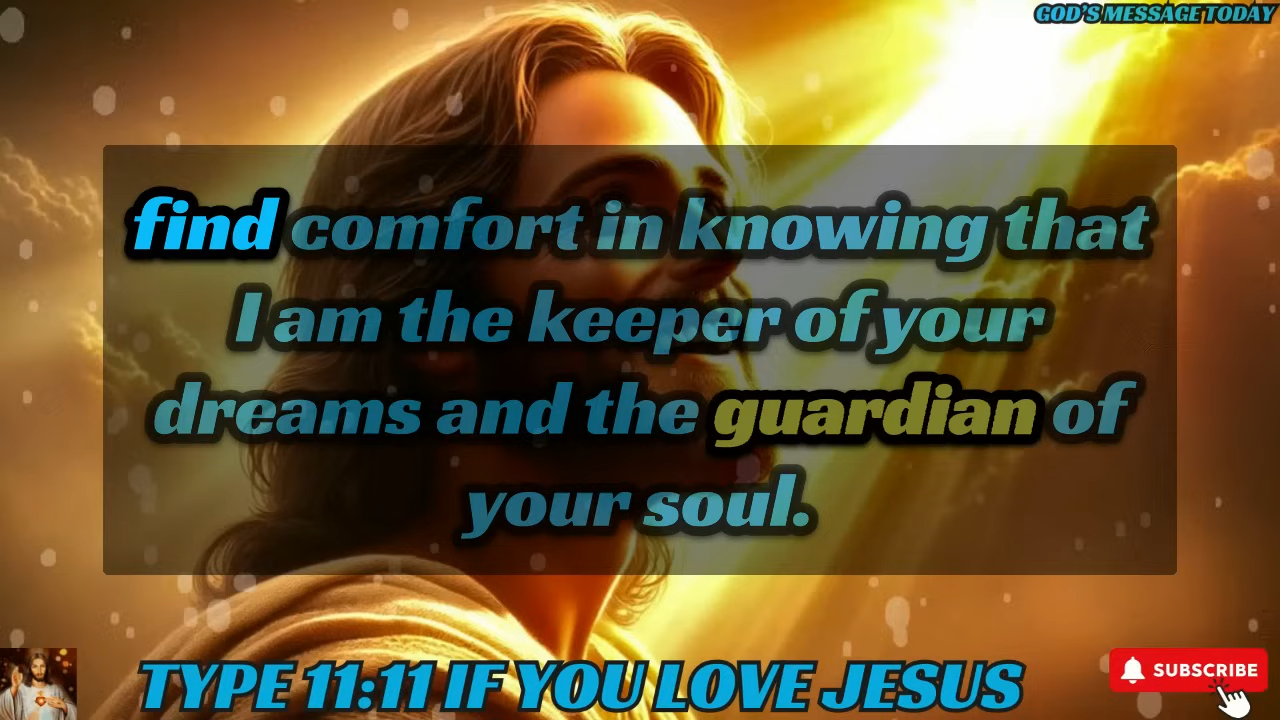 GOD'S MESSAGE TODAY
find comfort in knowing that
I am the keeper of your
dreams and the guardian of
your soul.
TYPE 11:11 IF YOU LOVE JESUS
SUBSCRIBE